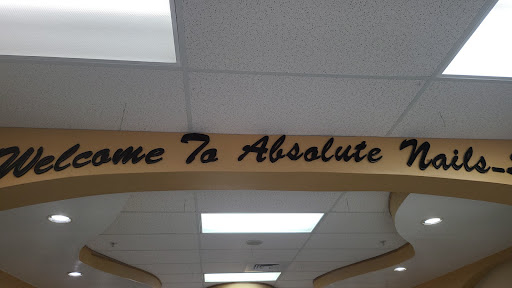 Welcome To Absolute Nails-